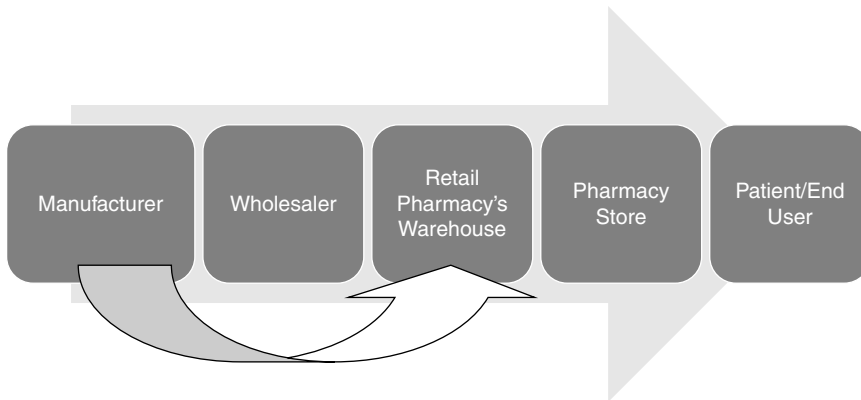 Manufacturer
Wholesaler
Retail
Pharmacy’s
Warehouse
Pharmacy
Store
Patient/End
User